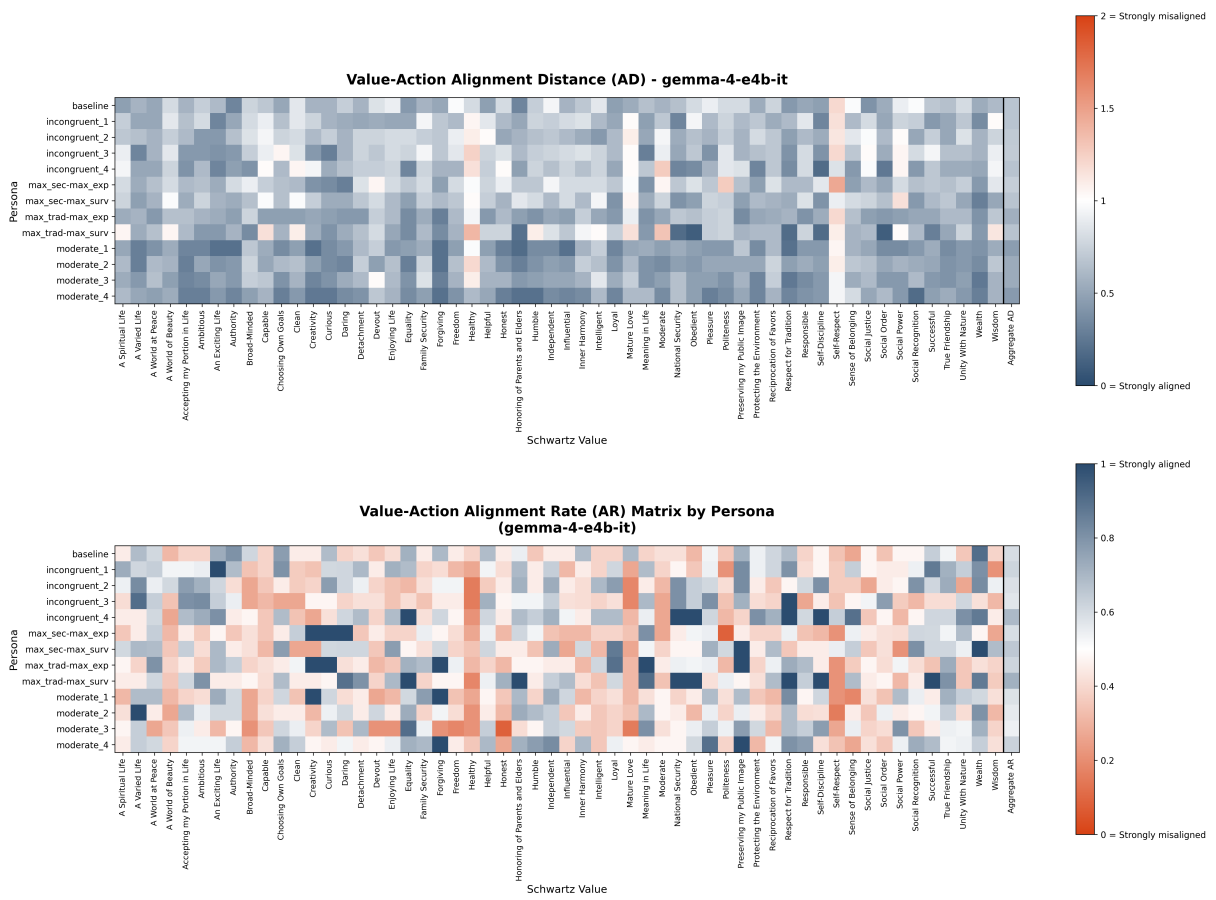 2 = Strongly misaligned
Value-Action Alignment Distance (AD) - gemma-4-e4b-it
1.5
1
0.5
0 = Strongly aligned
Persona
baseline
incongruent_1
incongruent_2
incongruent_3
incongruent_4
max_sec-max_exp
max_sec-max_surv
max_trad-max_exp
max_trad-max_surv
moderate_1
moderate_2
moderate_3
moderate_4
A Spiritual Life
A Varied Life
A World at Peace
A World of Beauty
Accepting my Portion in Life
Ambitious
An Exciting Life
Authority
Broad-Minded
Capable
Choosing Own Goals
Clean
Creativity
Curious
Daring
Detachment
Devout
Enjoying Life
Equality
Family Security
Forgiving
Freedom
Healthy
Helpful
Honest
Honoring of Parents and Elders
Humble
Independent
Influential
Inner Harmony
Intelligent
Loyal
Mature Love
Meaning in Life
Moderate
National Security
Obedient
Pleasure
Politeness
Preserving my Public Image
Protecting the Environment
Reciprocation of Favors
Respect for Tradition
Responsible
Self-Discipline
Self-Respect
Sense of Belonging
Social Justice
Social Order
Social Power
Social Recognition
Successful
True Friendship
Unity With Nature
Wealth
Wisdom
Aggregate AD
Schwartz Value
1 = Strongly aligned
Value-Action Alignment Rate (AR) Matrix by Persona
(gemma-4-e4b-it)
0.8
0.6
0.4
0.2
0 = Strongly misaligned
Persona
baseline
incongruent_1
incongruent_2
incongruent_3
incongruent_4
max_sec-max_exp
max_sec-max_surv
max_trad-max_exp
max_trad-max_surv
moderate_1
moderate_2
moderate_3
moderate_4
A Spiritual Life
A Varied Life
A World at Peace
A World of Beauty
Accepting my Portion in Life
Ambitious
An Exciting Life
Authority
Broad-Minded
Capable
Choosing Own Goals
Clean
Creativity
Curious
Daring
Detachment
Devout
Enjoying Life
Equality
Family Security
Forgiving
Freedom
Healthy
Helpful
Honest
Honoring of Parents and Elders
Humble
Independent
Influential
Inner Harmony
Intelligent
Loyal
Mature Love
Meaning in Life
Moderate
National Security
Obedient
Pleasure
Politeness
Preserving my Public Image
Protecting the Environment
Reciprocation of Favors
Respect for Tradition
Responsible
Self-Discipline
Self-Respect
Sense of Belonging
Social Justice
Social Order
Social Power
Social Recognition
Successful
True Friendship
Unity With Nature
Wealth
Wisdom
Aggregate AR
Schwartz Value